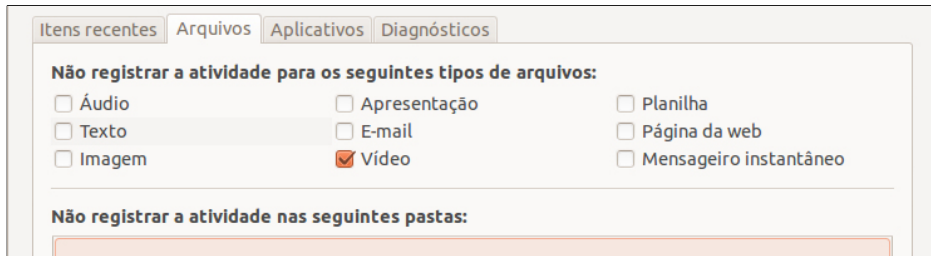 Itens recentes Arquivos Aplicativos Diagnósticos
Não registrar a atividade para os seguintes tipos de arquivos:
Áudio Apresentação Planilha
Texto E-mail Página da web
Imagem Vídeo Mensageiro instantâneo
Não registrar a atividade nas seguintes pastas: